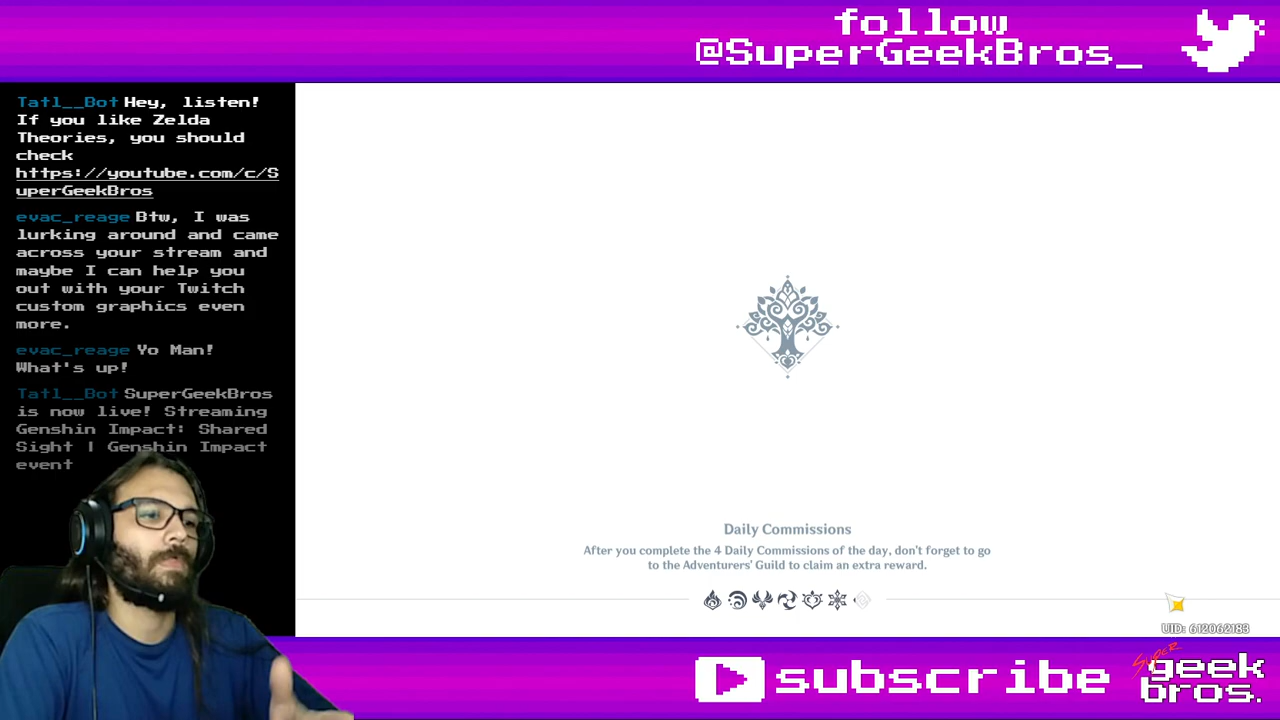 follow
@SuperGeekBros_
Tatl__Bot Hey, listen!
If you like Zelda
Theories, you should
check
https://youtube.com/c/S
uperGeekBros
evac_reage Btw, I was
lurking around and came
across your stream and
maybe I can help you
out with your Twitch
custom graphics even
more.
evac_reage Yo Man!
What's up!
Tatl__Bot SuperGeekBros
is now live! Streaming
Genshin Impact: Shared
Sight | Genshin Impact
event
Daily Commissions
After you complete the 4 Daily Commissions of the day, don't forget to go
to the Adventurers' Guild to claim an extra reward.
UID: 612062183
subscribe
SUPER
geek
bros.